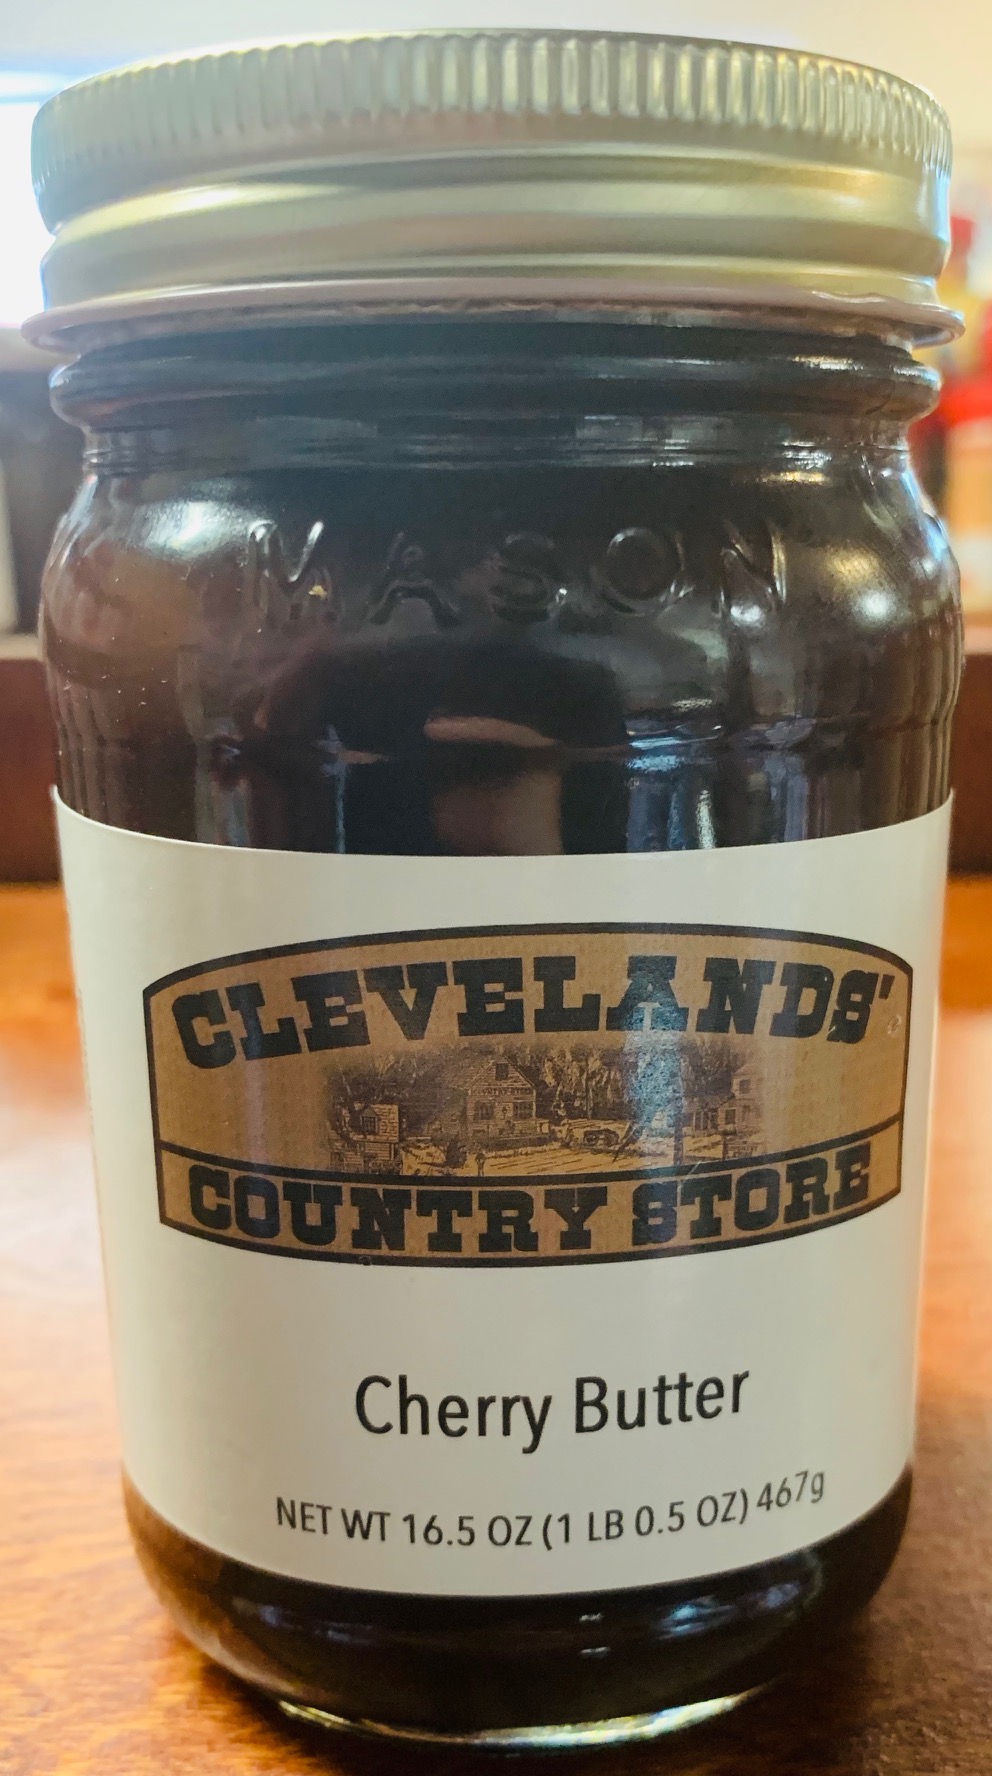 MASON
CLEVELANDS'
COUNTRY STORE
Cherry Butter
NET WT 16.5 OZ (1 LB 0.5 OZ) 467g